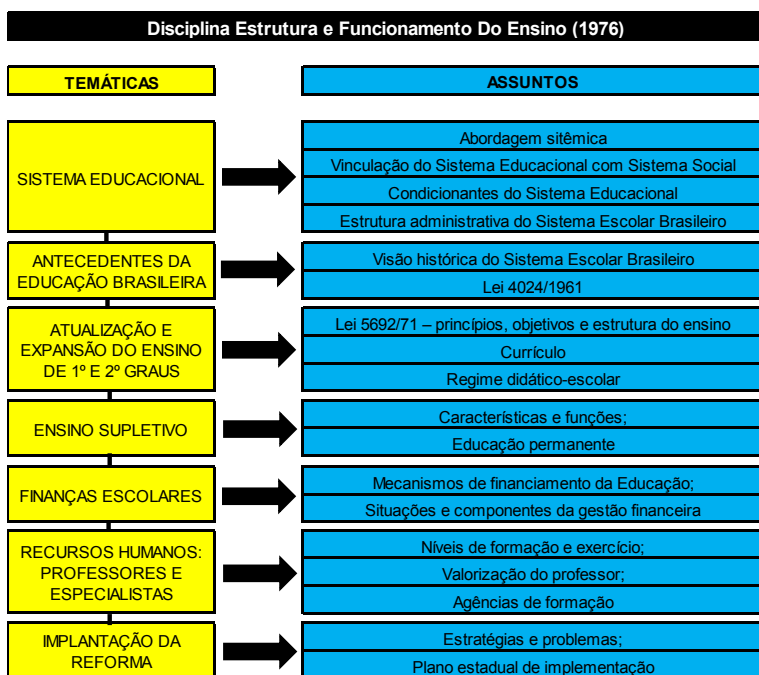 Disciplina Estrutura e Funcionamento Do Ensino (1976)
TEMÁTICAS
ASSUNTOS
SISTEMA EDUCACIONAL
Abordagem sitêmica
Vinculação do Sistema Educacional com Sistema Social
Condicionantes do Sistema Educacional
Estrutura administrativa do Sistema Escolar Brasileiro
ANTECEDENTES DA
EDUCAÇÃO BRASILEIRA
Visão histórica do Sistema Escolar Brasileiro
Lei 4024/1961
ATUALIZAÇÃO E
EXPANSÃO DO ENSINO
DE 1º E 2º GRAUS
Lei 5692/71 – princípios, objetivos e estrutura do ensino
Currículo
Regime didático-escolar
ENSINO SUPLETIVO
Características e funções;
Educação permanente
FINANÇAS ESCOLARES
Mecanismos de financiamento da Educação;
Situações e componentes da gestão financeira
RECURSOS HUMANOS:
PROFESSORES E
ESPECIALISTAS
Níveis de formação e exercício;
Valorização do professor;
Agências de formação
IMPLANTAÇÃO DA
REFORMA
Estratégias e problemas;
Plano estadual de implementação